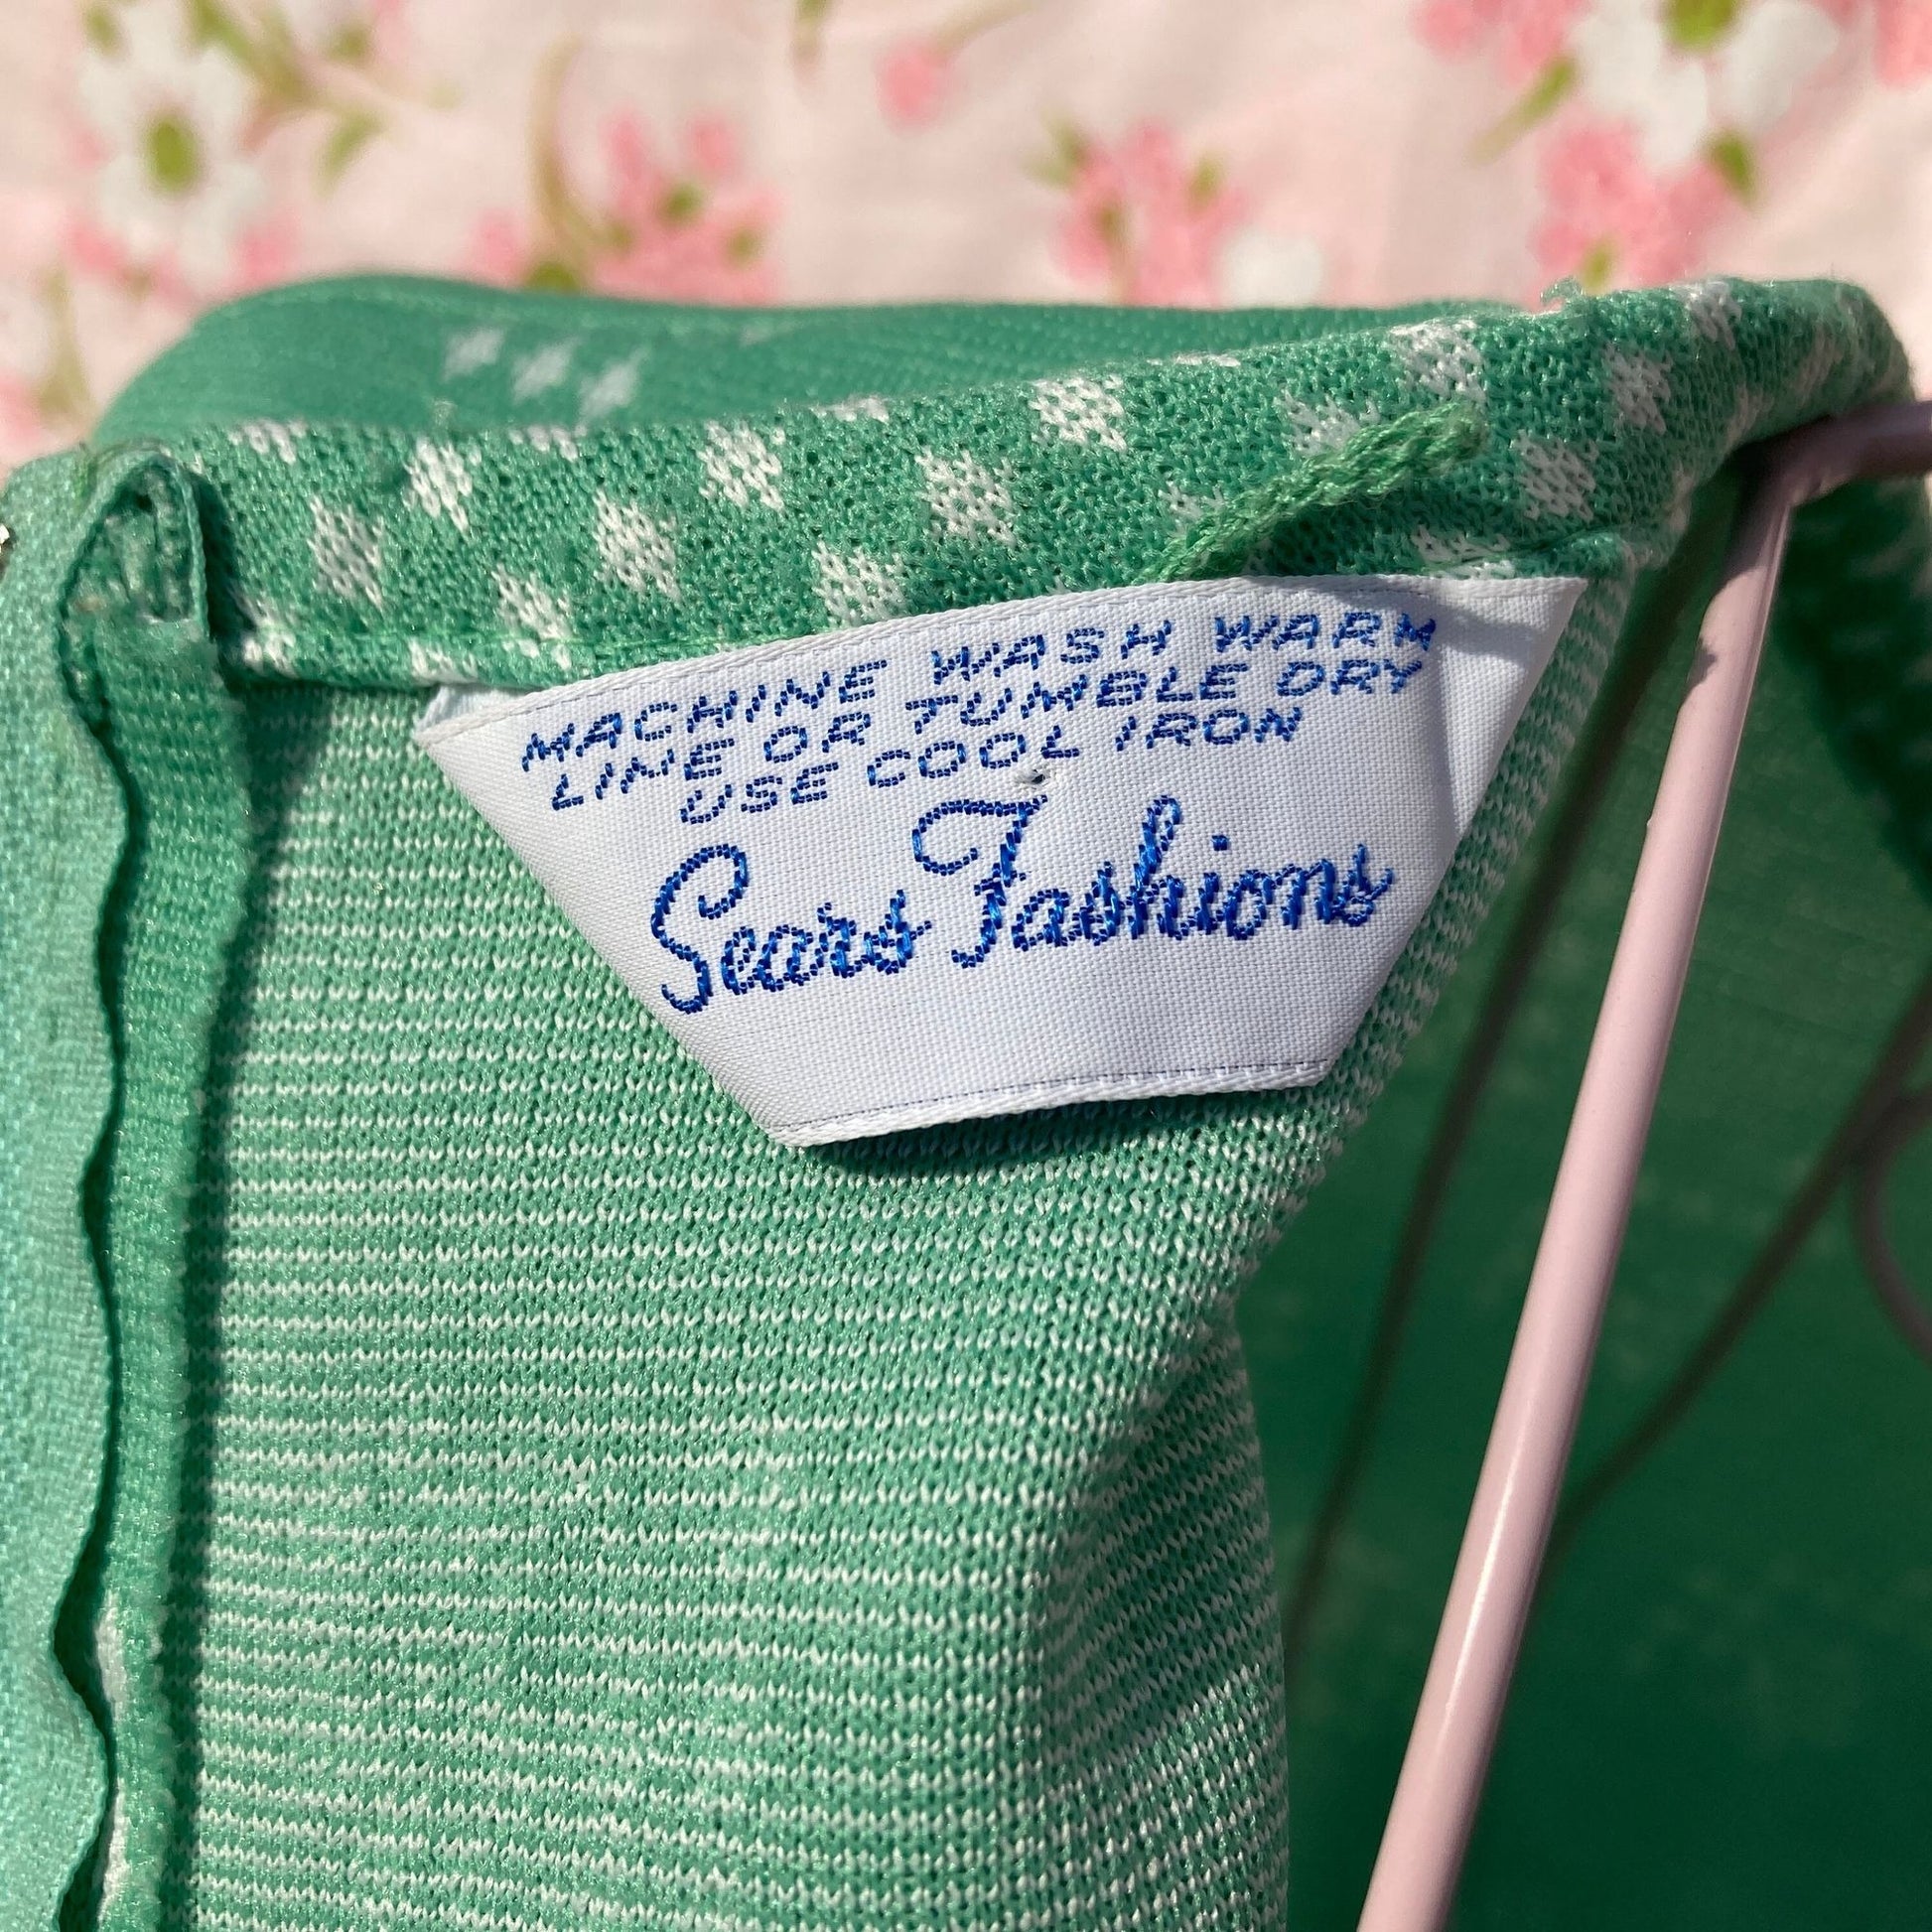 MACHINE WASH WARM
LINE OR TUMBLE DRY
USE COOL IRON
Sears Fashions